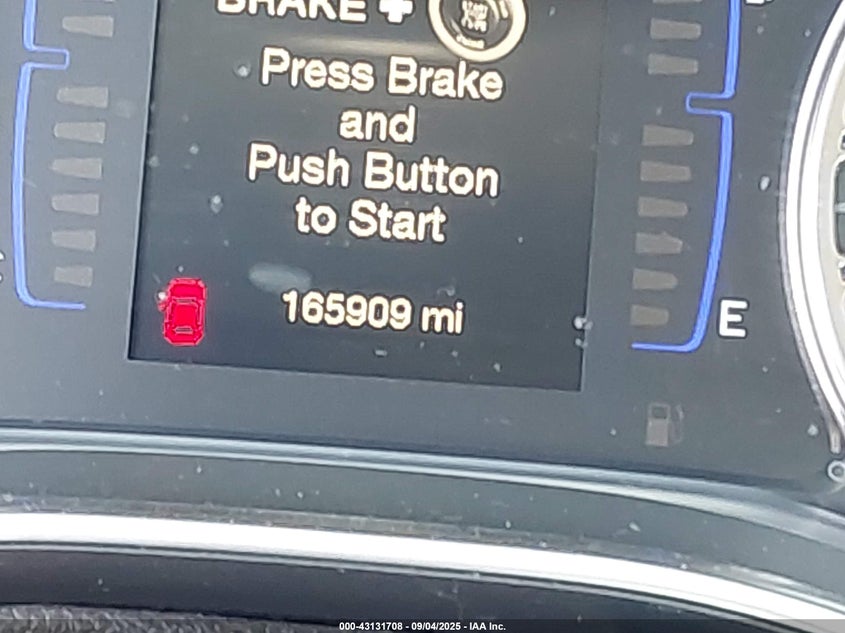 BRAKE +
Press Brake
and
Push Button
to Start
165909 mi
E
000-43131708 - 09/04/2025 - IAA Inc.